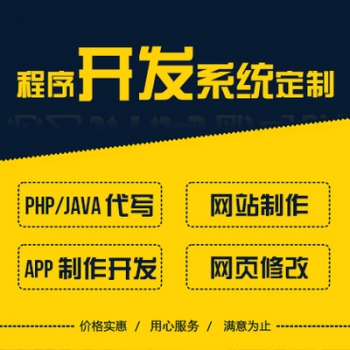 程序开发系统定制
PHP/JAVA 代写 网站制作
APP 制作开发 网页修改
价格实惠 / 用心服务 / 满意为止